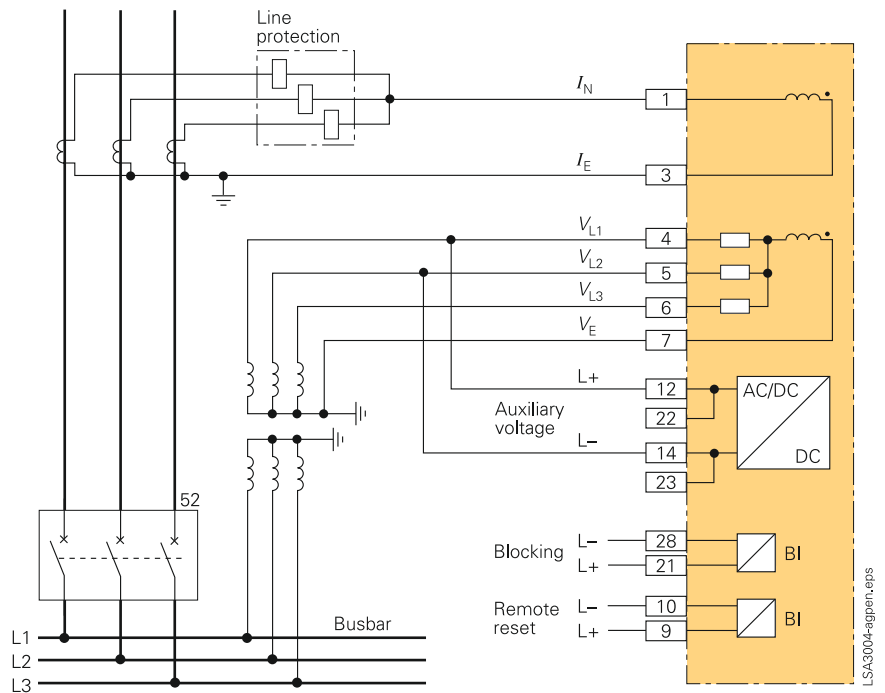 Line
protection
I N
1
I E
3
V L1
4
V L2
5
V L3
6
V E
7
L+
12
AC/DC
Auxiliary
voltage
22
L–
14
DC
23
52
Blocking
L–
28
BI
L+
21
Remote
reset
L–
10
BI
L+
9
Busbar
L1
L2
L3
LSA3004-agpen.eps